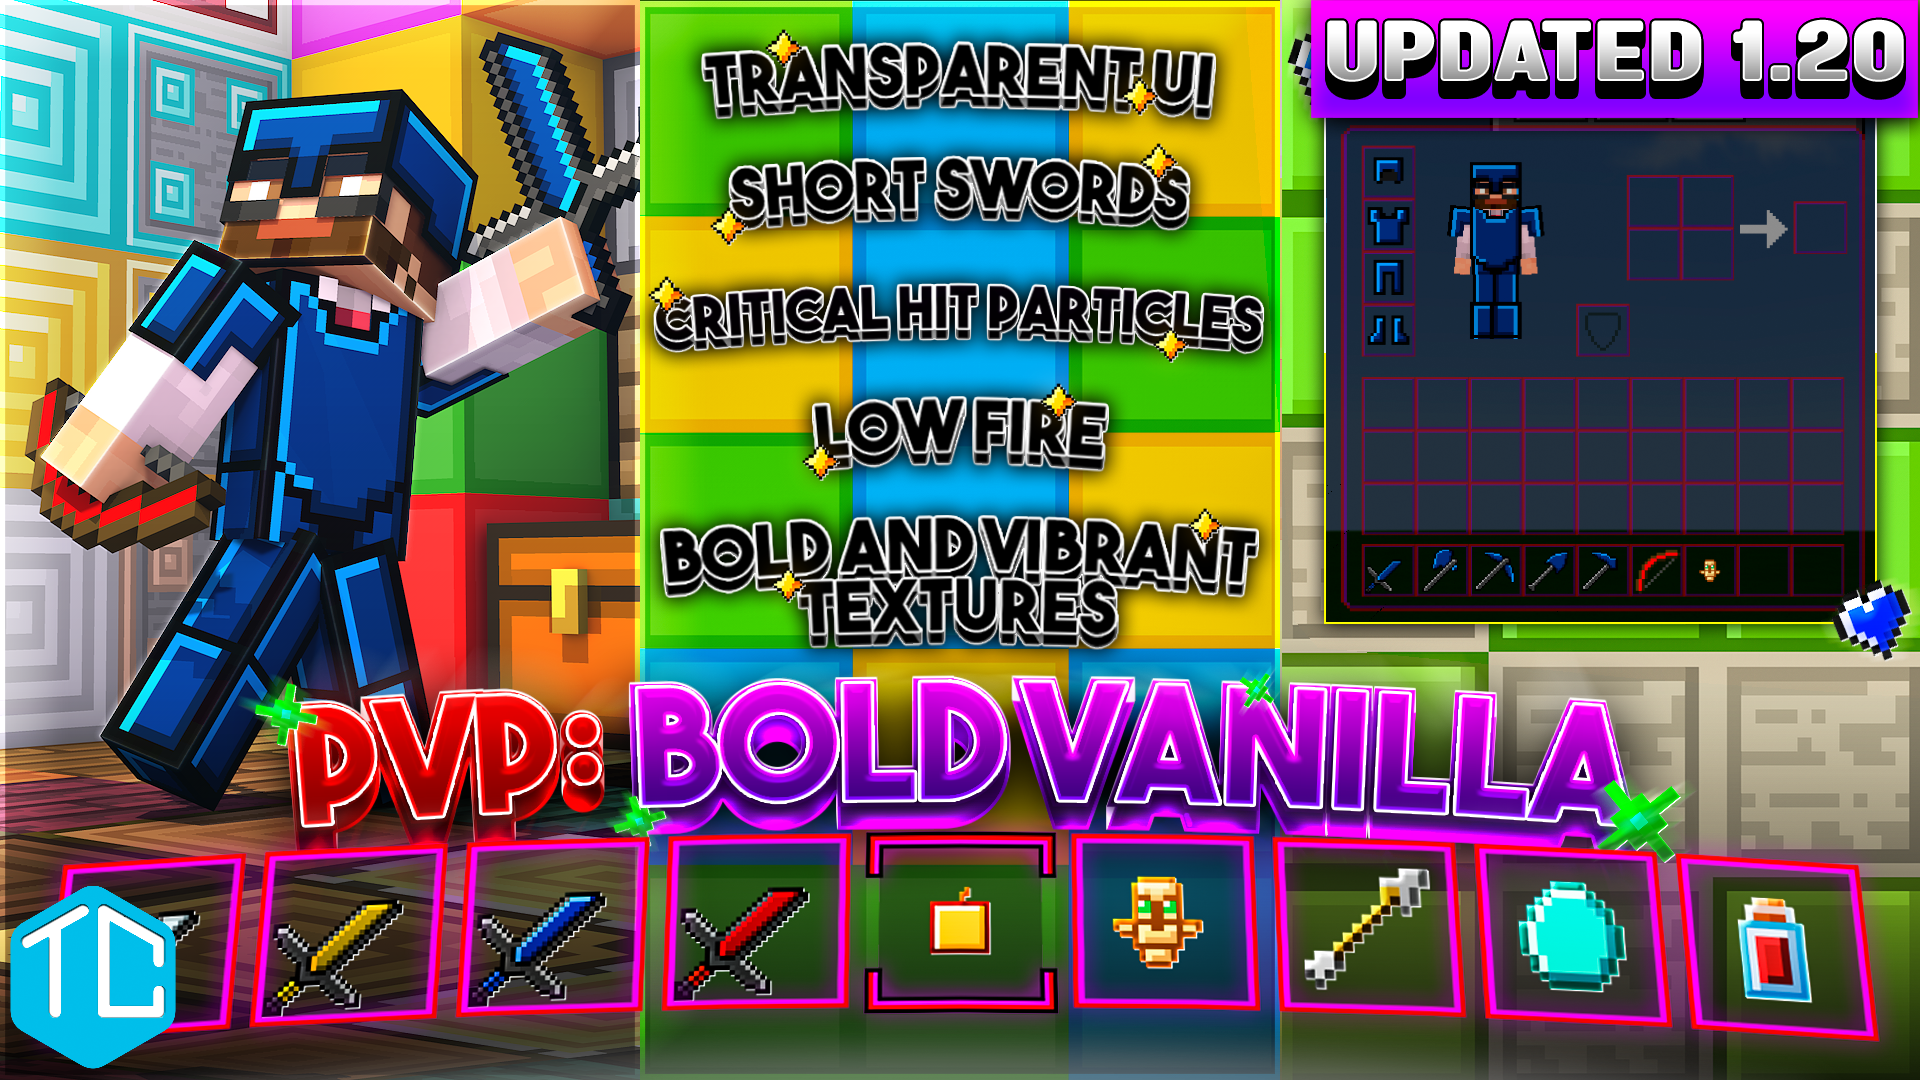 UPDATED 1.20
TRANSPARENT UI
SHORT SWORDS
CRITICAL HIT PARTICLES
LOW FIRE
BOLD AND VIBRANT
TEXTURES
PVP: BOLD VANILLA
TC